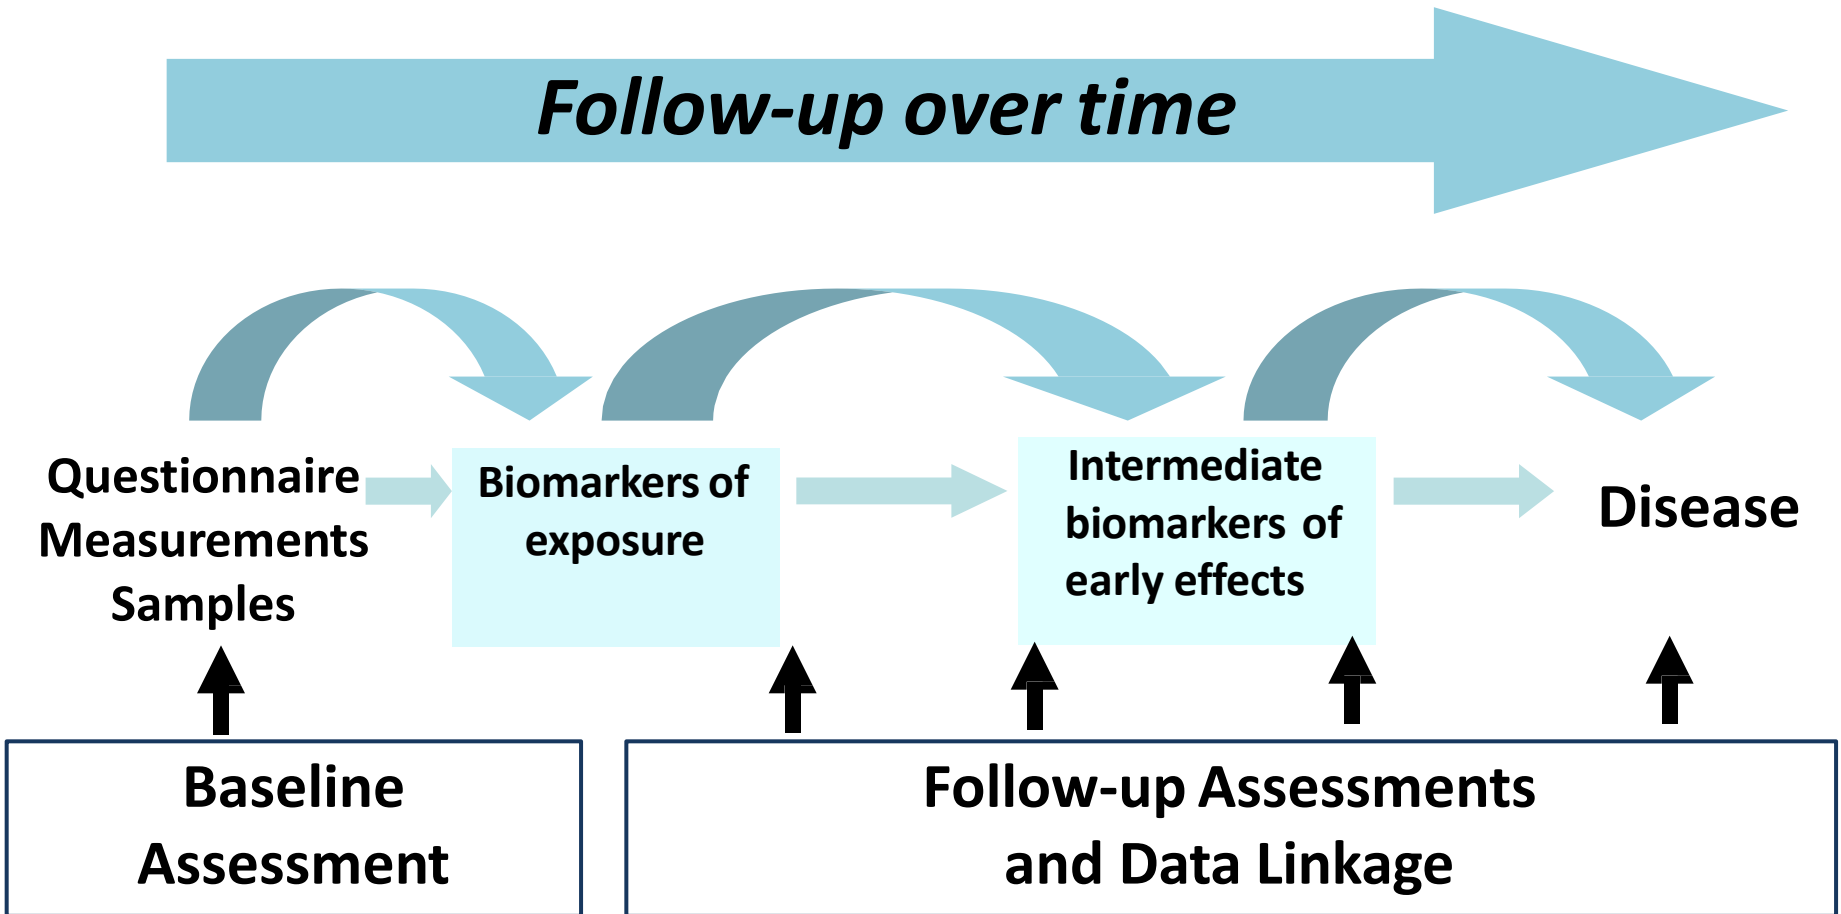 Follow-up over time
Questionnaire
Measurements
Samples
Biomarkers of
exposure
Intermediate
biomarkers of
early effects
Disease
Baseline
Assessment
Follow-up Assessments
and Data Linkage